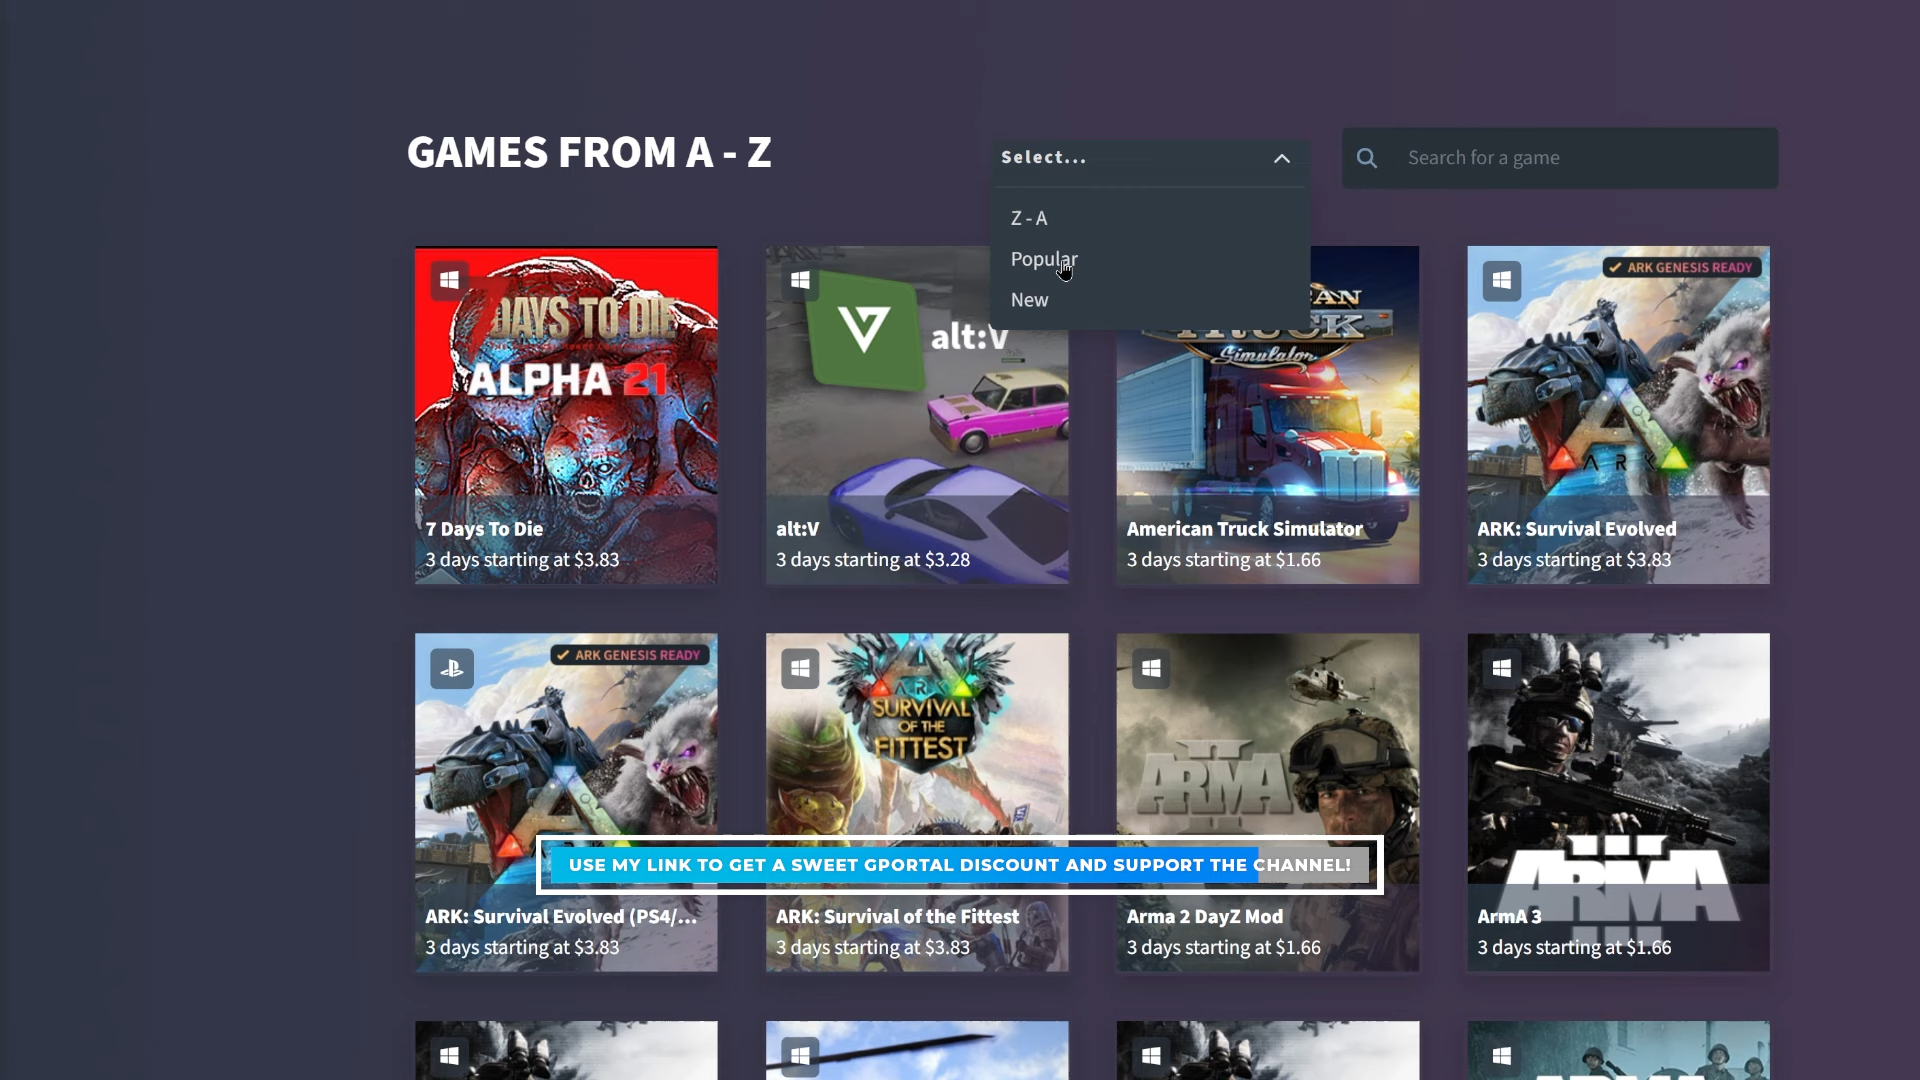 GAMES FROM A - Z
Select...
Search for a game
Z - A
Popular
New
DAYS TO DIE
ALPHA 21
7 Days To Die
3 days starting at $3.83
alt:V
alt:V
3 days starting at $3.28
TRUCK
Simulator
American Truck Simulator
3 days starting at $1.66
ARK GENESIS READY
ARK
ARK: Survival Evolved
3 days starting at $3.83
ARK GENESIS READY
ARK: Survival Evolved (PS4/...
3 days starting at $3.83
ARK
SURVIVAL
OF THE
FITTEST
ARK: Survival of the Fittest
3 days starting at $3.83
II
ARMA
Arma 2 DayZ Mod
3 days starting at $1.66
III
ARMA
ArmA 3
3 days starting at $1.66
USE MY LINK TO GET A SWEET GPORTAL DISCOUNT AND SUPPORT THE CHANNEL!